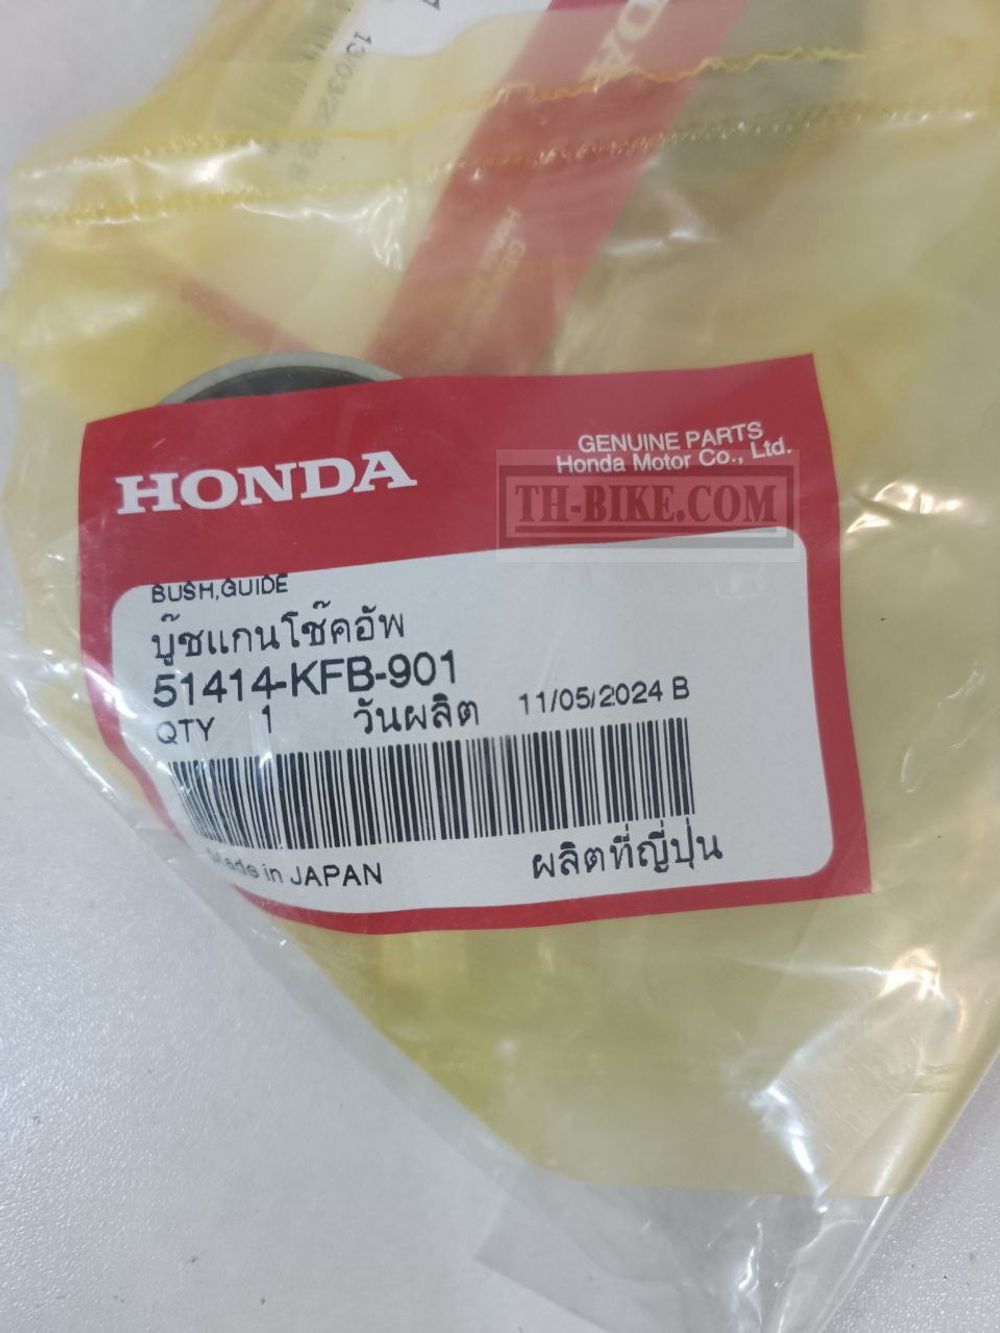 HONDA
GENUINE PARTS
Honda Motor Co., Ltd.
TH-BIKE.COM
BUSH,GUIDE
บู๊ชแกนโช๊คอัพ
51414-KFB-901
QTY 1 วันผลิต 11/05/2024 B
Made in JAPAN ผลิตที่ญี่ปุ่น